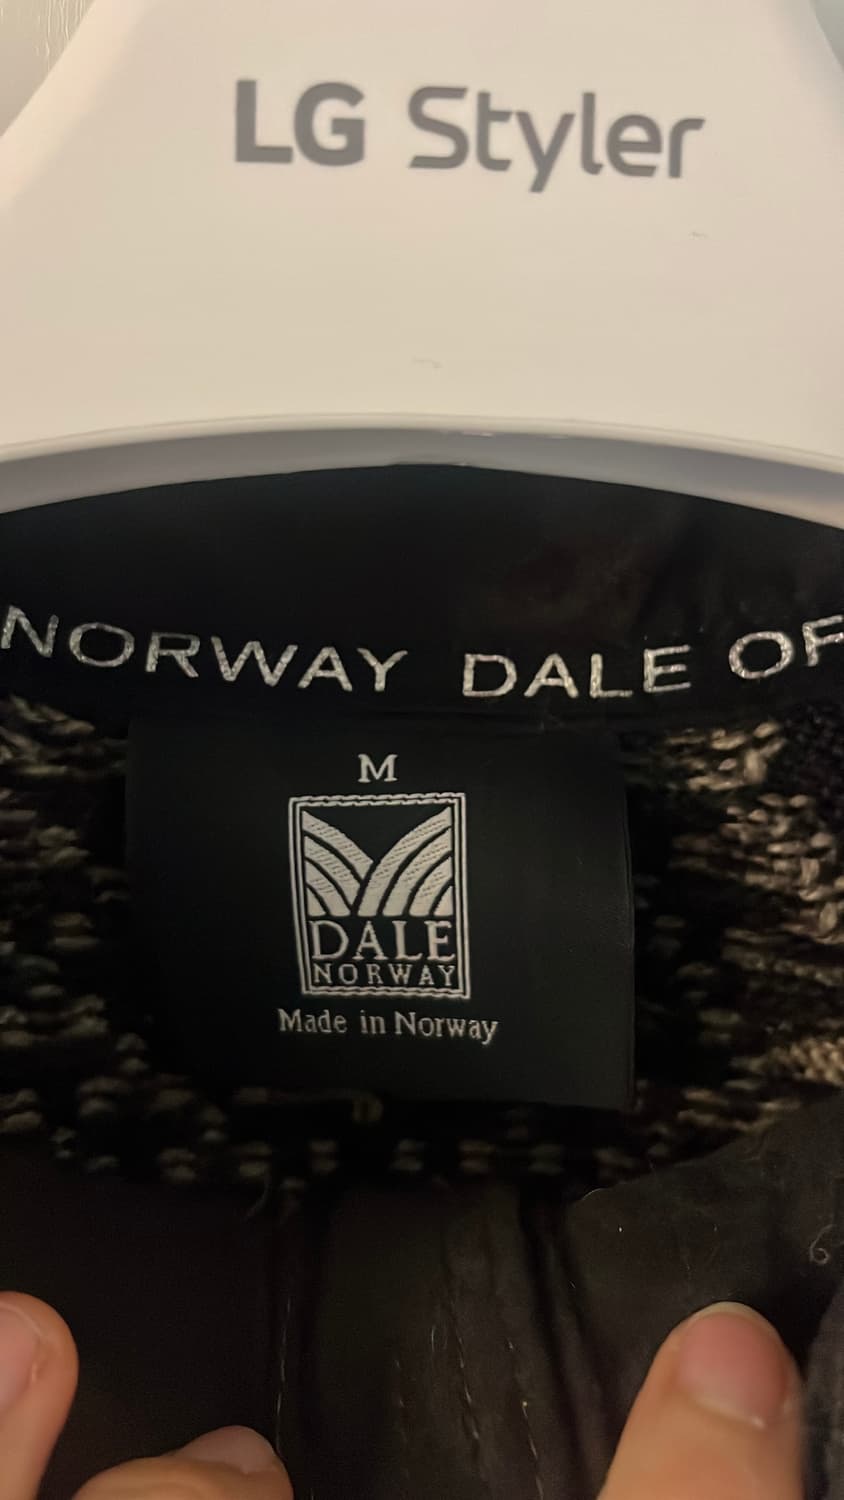 LG Styler
NORWAY DALE OF
M
DALE
NORWAY
Made in Norway